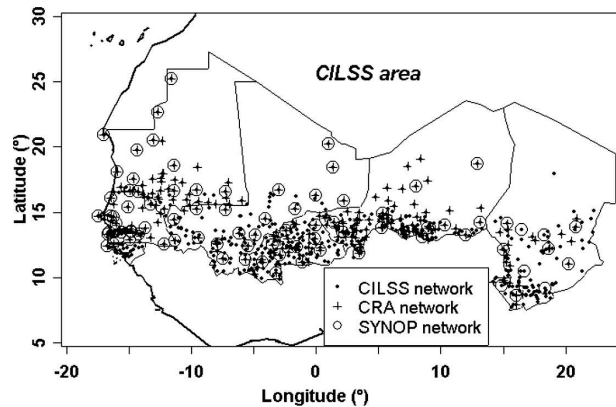 30
25
20
15
10
5
Latitude (°)
CILSS area
CILSS network
CRA network
SYNOP network
-20 -10 0 10 20
Longitude (°)